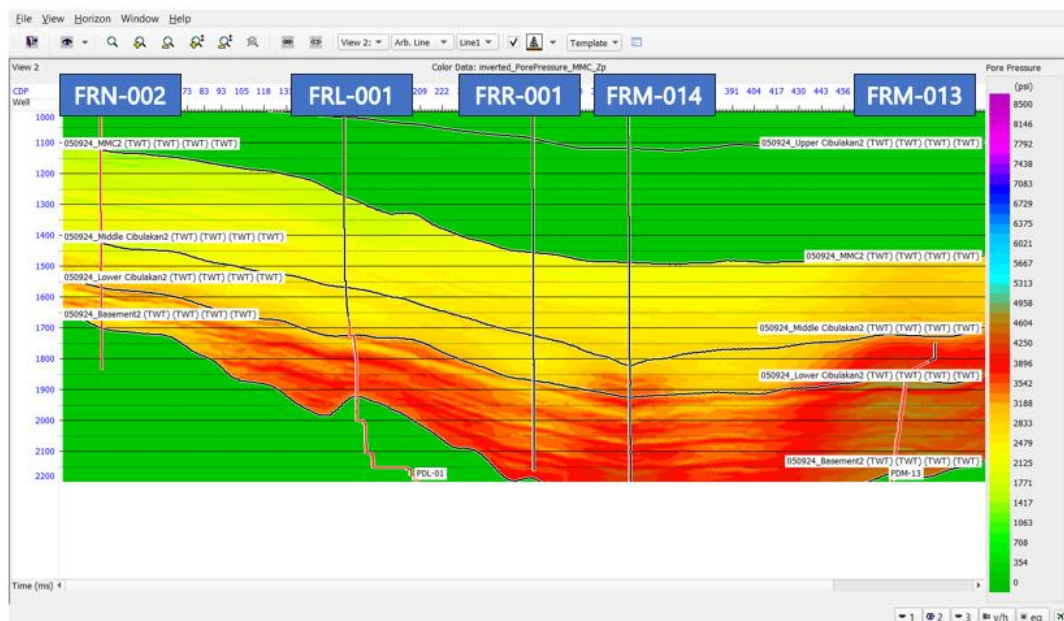 File View Horizon Window Help
View 2: Arb. Line Line1 Template
View 2 Color Data: inverted_PorePressure_MMC_Zp Pore Pressure
CDP 73 83 93 105 118 209 222 391 404 417 430 443 456 (psi)
Well
FRN-002 FRL-001 FRR-001 FRM-014 FRM-013
1000
1100
1200
1300
1400
1500
1600
1700
1800
1900
2000
2100
2200
050924_MMC2 (TWT) (TWT) (TWT) (TWT)
050924_Upper Cibulakan2 (TWT) (TWT) (TWT) (TWT)
050924_Middle Cibulakan2 (TWT) (TWT) (TWT) (TWT)
050924_MMC2 (TWT) (TWT) (TWT) (TWT)
050924_Lower Cibulakan2 (TWT) (TWT) (TWT) (TWT)
050924_Basement2 (TWT) (TWT) (TWT) (TWT)
050924_Middle Cibulakan2 (TWT) (TWT) (TWT) (TWT)
050924_Lower Cibulakan2 (TWT) (TWT) (TWT) (TWT)
050924_Basement2 (TWT) (TWT) (TWT) (TWT)
PDL-01 PDM-13
8500
8146
7792
7438
7083
6729
6375
6021
5667
5313
4958
4604
4250
3896
3542
3188
2833
2479
2125
1771
1417
1063
708
354
0
Time (ms)
1 2 3 v/h eq